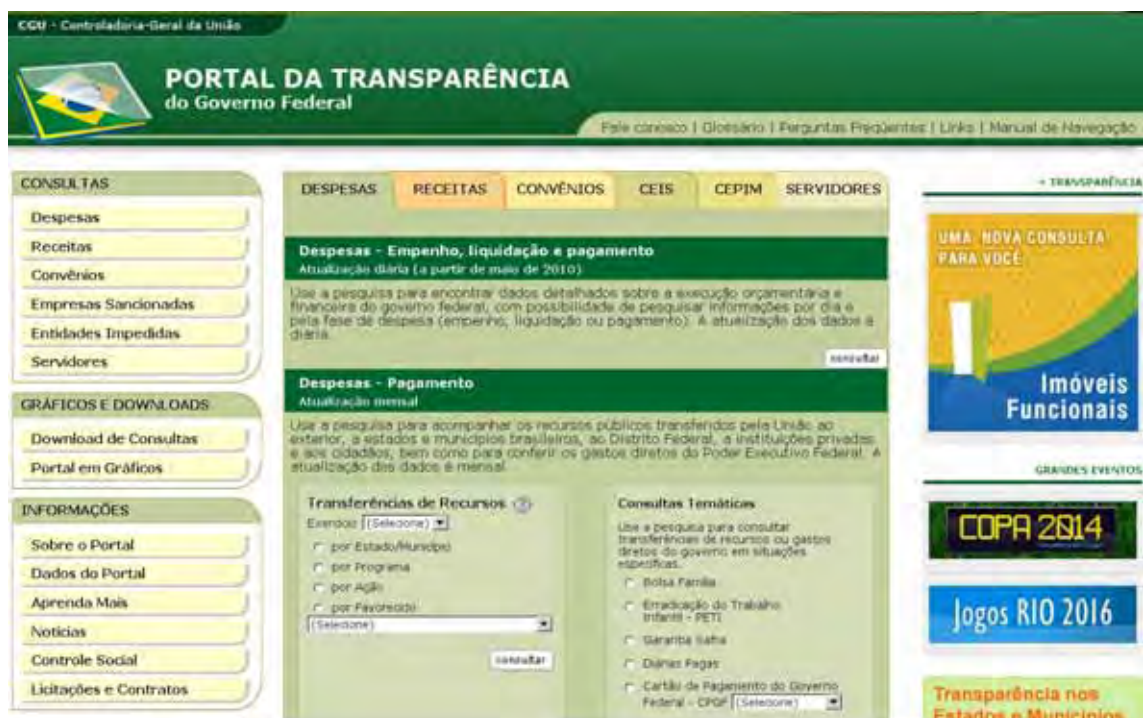 CGU - Controladoria-Geral da União
PORTAL DA TRANSPARÊNCIA
do Governo Federal
Fale conosco | Glossário | Perguntas Freqüentes | Links | Manual de Navegação
CONSULTAS
Despesas
Receitas
Convênios
Empresas Sancionadas
Entidades Impedidas
Servidores
GRÁFICOS E DOWNLOADS
Download de Consultas
Portal em Gráficos
INFORMAÇÕES
Sobre o Portal
Dados do Portal
Aprenda Mais
Notícias
Controle Social
Licitações e Contratos
DESPESAS RECEITAS CONVÊNIOS CEIS CEPIM SERVIDORES
Despesas - Empenho, liquidação e pagamento
Atualização diária (a partir de maio de 2010)
Use a pesquisa para encontrar dados detalhados sobre a execução orçamentária e
financeira do governo federal, com possibilidade de pesquisar informações por dia e
pela fase de despesa (empenho, liquidação ou pagamento). A atualização dos dados é
diária.
consultar
Despesas - Pagamento
Atualização mensal
Use a pesquisa para acompanhar os recursos públicos transferidos pela União ao
exterior, a estados e municípios brasileiros, ao Distrito Federal, a instituições privadas
e aos cidadãos, bem como para conferir os gastos diretos do Poder Executivo Federal. A
atualização dos dados é mensal.
Transferências de Recursos (?)
Exercício (Selecione)
por Estado/Município
por Programa
por Ação
por Favorecido
(Selecione)
consultar
Consultas Temáticas
Use a pesquisa para consultar
transferências de recursos ou gastos
diretos do governo em situações
específicas.
Bolsa Família
Erradicação do Trabalho
Infantil - PETI
Garantia Safra
Diárias Pagas
Cartão de Pagamento do Governo
Federal - CPGF (Selecione)
+ TRANSPARÊNCIA
UMA NOVA CONSULTA
PARA VOCÊ
Imóveis
Funcionais
GRANDES EVENTOS
COPA 2014
Jogos RIO 2016
Transparência nos
Estados e Municípios